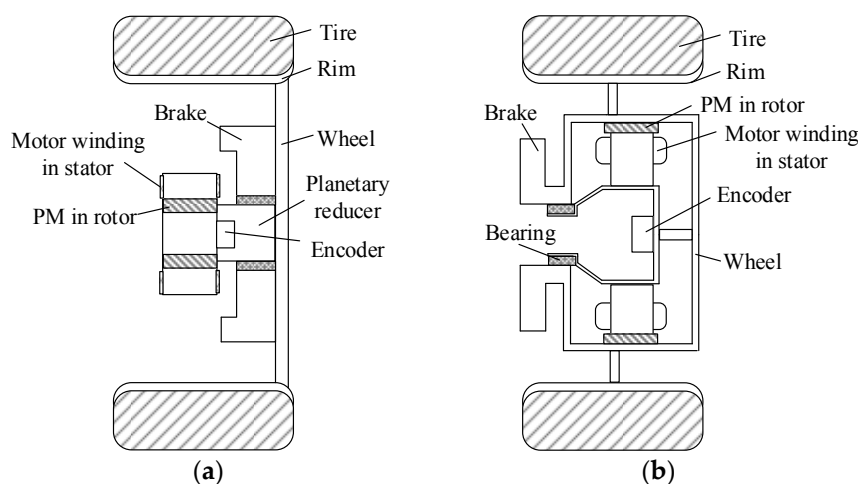 Tire
Rim
Brake
Wheel
Motor winding
in stator
Planetary
reducer
PM in rotor
Encoder
(a)
Tire
Rim
Brake
PM in rotor
Motor winding
in stator
Encoder
Bearing
Wheel
(b)